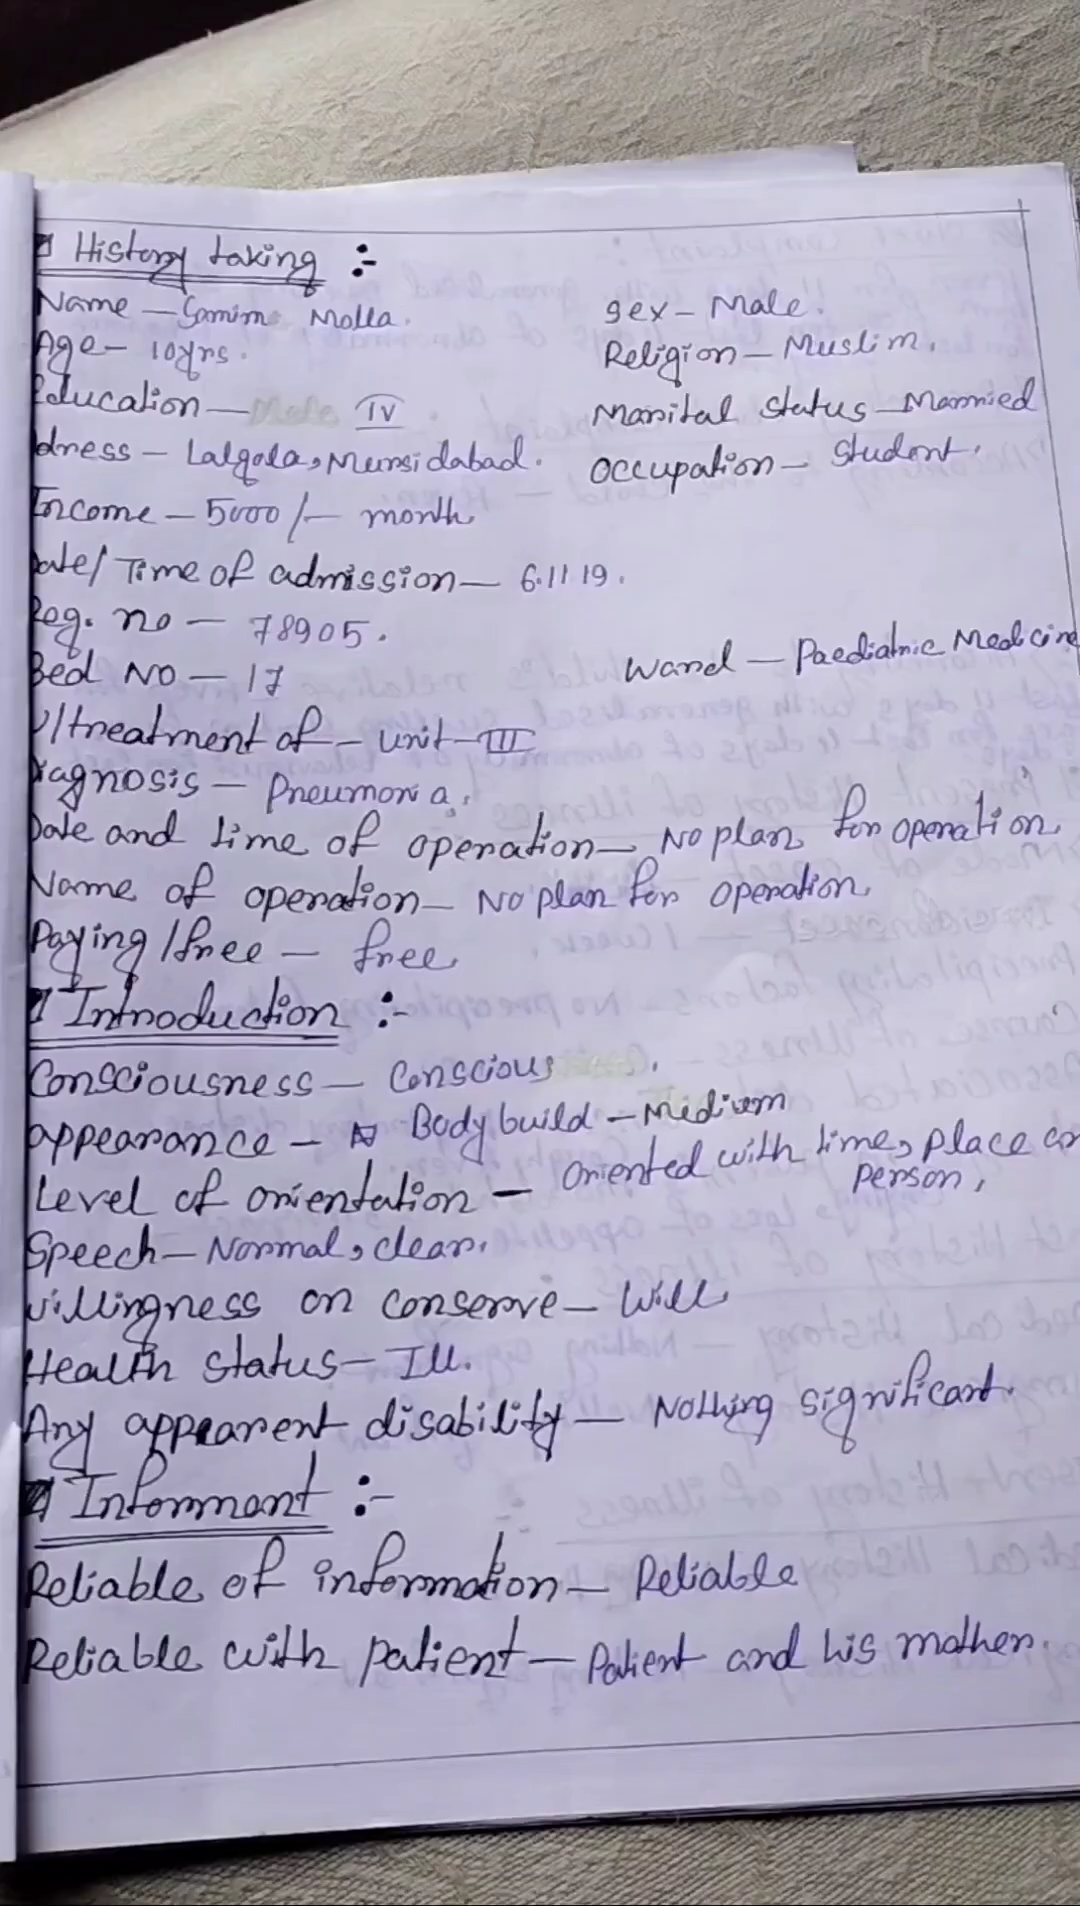 History taking :-
Name - Samim Molla. Sex - Male.
Age - 10yrs. Religion - Muslim.
Education - IV Marital status - Married
dress - Lalgola, Mursidabad. Occupation - Student.
Income - 5000/- month
Date/Time of admission - 6.11 19.
Reg. no - 78905.
Bed NO - 17 Ward - Paediatric Medicine
U/treatment of - unit - III
Diagnosis - Pneumonia.
Date and time of operation - No plan for operation
Name of operation - No plan for operation.
Paying/free - free
Introduction :-
Consciousness - Conscious.
appearance - Body build - Medium
Level of orientation - oriented with time, place
person,
Speech - Normal, clear.
Willingness on conserve - Will
Health status - Ill.
Any appearent disability - Nothing significant.
Informant :-
Reliable of information - Reliable
Reliable with patient - Patient and his mother.